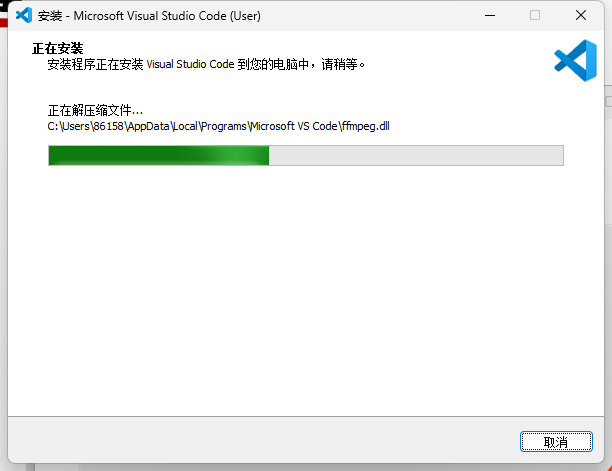 安装 - Microsoft Visual Studio Code (User)
正在安装
安装程序正在安装 Visual Studio Code 到您的电脑中，请稍等。
正在解压缩文件...
C:\Users\86158\AppData\Local\Programs\Microsoft VS Code\ffmpeg.dll
取消